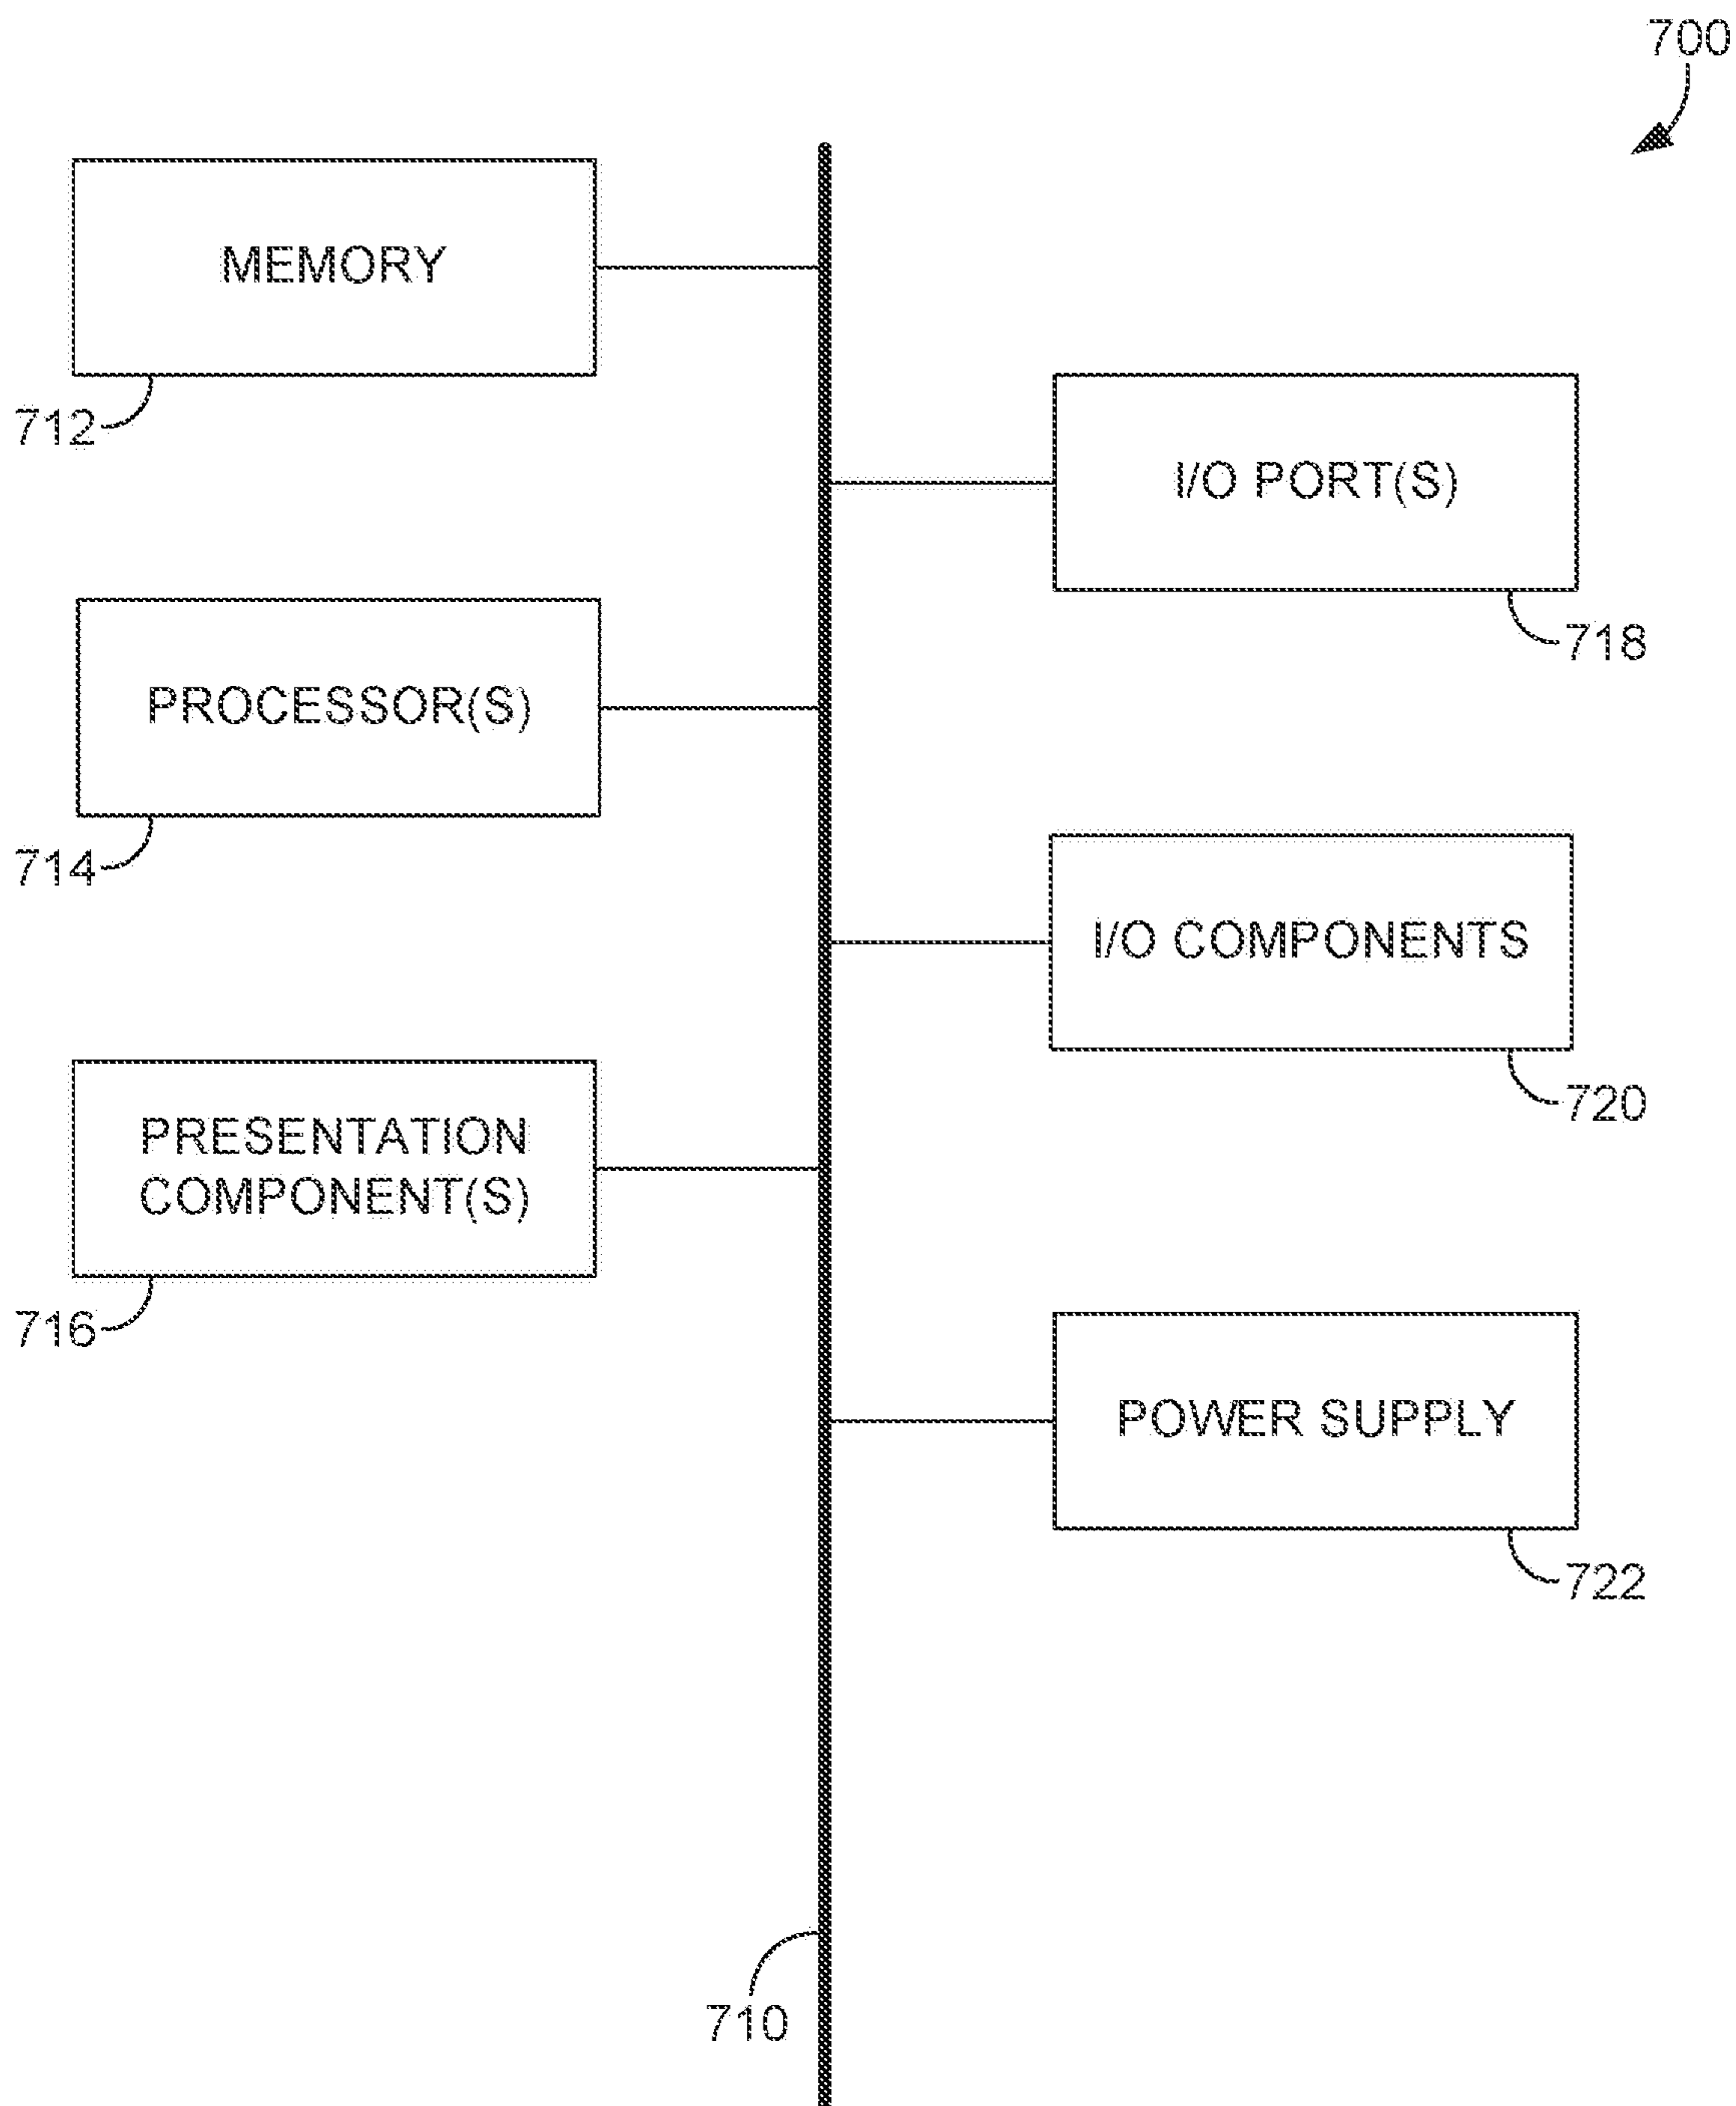 700
MEMORY
712
I/O PORT(S)
718
PROCESSOR(S)
714
I/O COMPONENTS
720
PRESENTATION
COMPONENT(S)
716
POWER SUPPLY
722
710